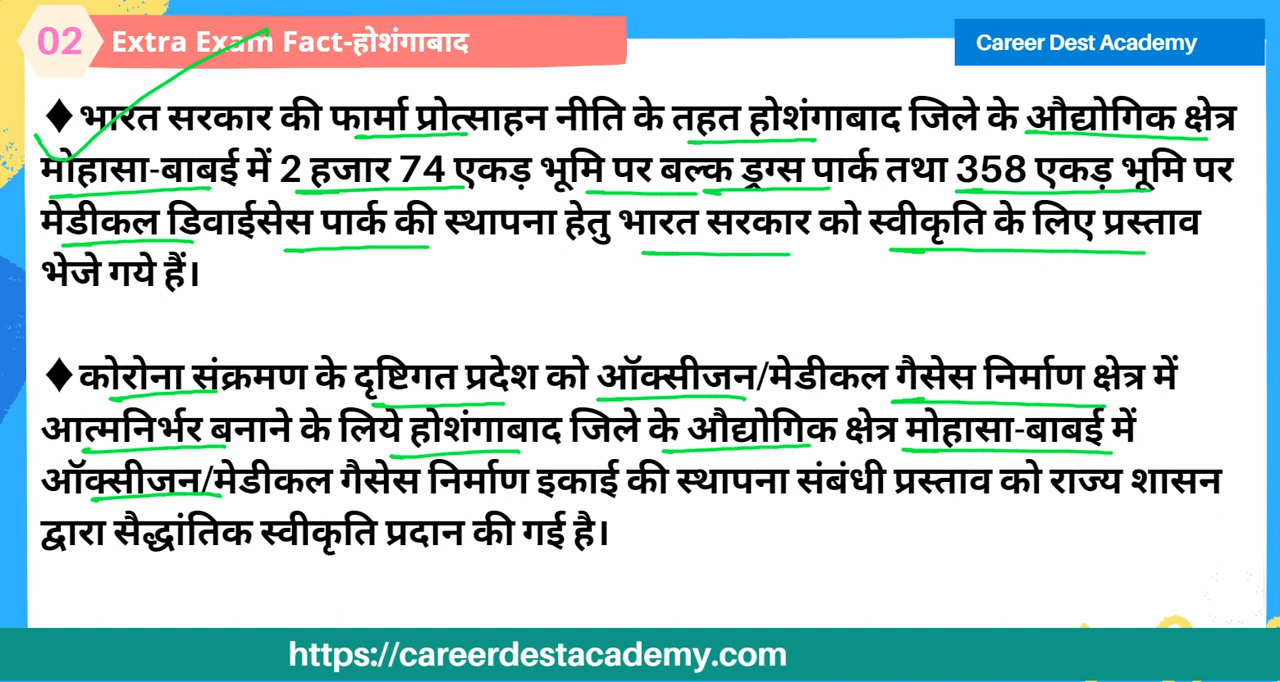 02 Extra Exam Fact-होशंगाबाद
Career Dest Academy
♦भारत सरकार की फार्मा प्रोत्साहन नीति के तहत होशंगाबाद जिले के औद्योगिक क्षेत्र
मोहासा-बाबई में 2 हजार 74 एकड़ भूमि पर बल्क ड्रग्स पार्क तथा 358 एकड़ भूमि पर
मेडीकल डिवाईसेस पार्क की स्थापना हेतु भारत सरकार को स्वीकृति के लिए प्रस्ताव
भेजे गये हैं।
♦कोरोना संक्रमण के दृष्टिगत प्रदेश को ऑक्सीजन/मेडीकल गैसेस निर्माण क्षेत्र में
आत्मनिर्भर बनाने के लिये होशंगाबाद जिले के औद्योगिक क्षेत्र मोहासा-बाबई में
ऑक्सीजन/मेडीकल गैसेस निर्माण इकाई की स्थापना संबंधी प्रस्ताव को राज्य शासन
द्वारा सैद्धांतिक स्वीकृति प्रदान की गई है।
https://careerdestacademy.com